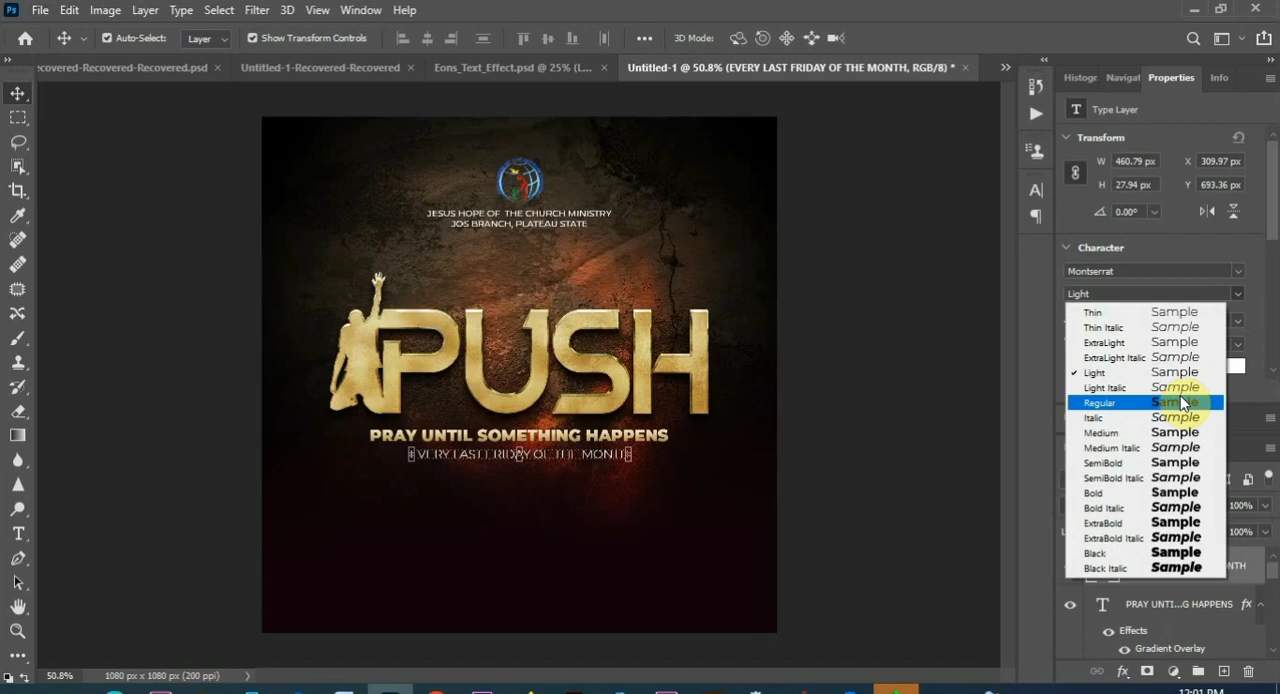 Ps File Edit Image Layer Type Select Filter 3D View Window Help
Auto-Select: Layer Show Transform Controls 3D Mode:
ecovered-Recovered-Recovered.psd × Untitled-1-Recovered-Recovered × Eons_Text_Effect.psd @ 25% (L... × Untitled-1 @ 50.8% (EVERY LAST FRIDAY OF THE MONTH, RGB/8) * ×
Histogr Navigat Properties Info
T Type Layer
Transform
W 460.79 px X 309.97 px
H 27.94 px Y 693.36 px
0.00°
Character
Montserrat
Light
Thin Sample
Thin Italic Sample
ExtraLight Sample
ExtraLight Italic Sample
Light Sample
Light Italic Sample
Regular Sample
Italic Sample
Medium Sample
Medium Italic Sample
SemiBold Sample
SemiBold Italic Sample
Bold Sample
Bold Italic Sample
ExtraBold Sample
ExtraBold Italic Sample
Black Sample
Black Italic Sample
100%
100%
NTH
T PRAY UNTI...G HAPPENS fx
Effects
Gradient Overlay
JESUS HOPE OF THE CHURCH MINISTRY
JOS BRANCH, PLATEAU STATE
PUSH
PRAY UNTIL SOMETHING HAPPENS
EVERY LAST FRIDAY OF THE MONTH
50.8% 1080 px x 1080 px (200 ppi)
12:01 PM